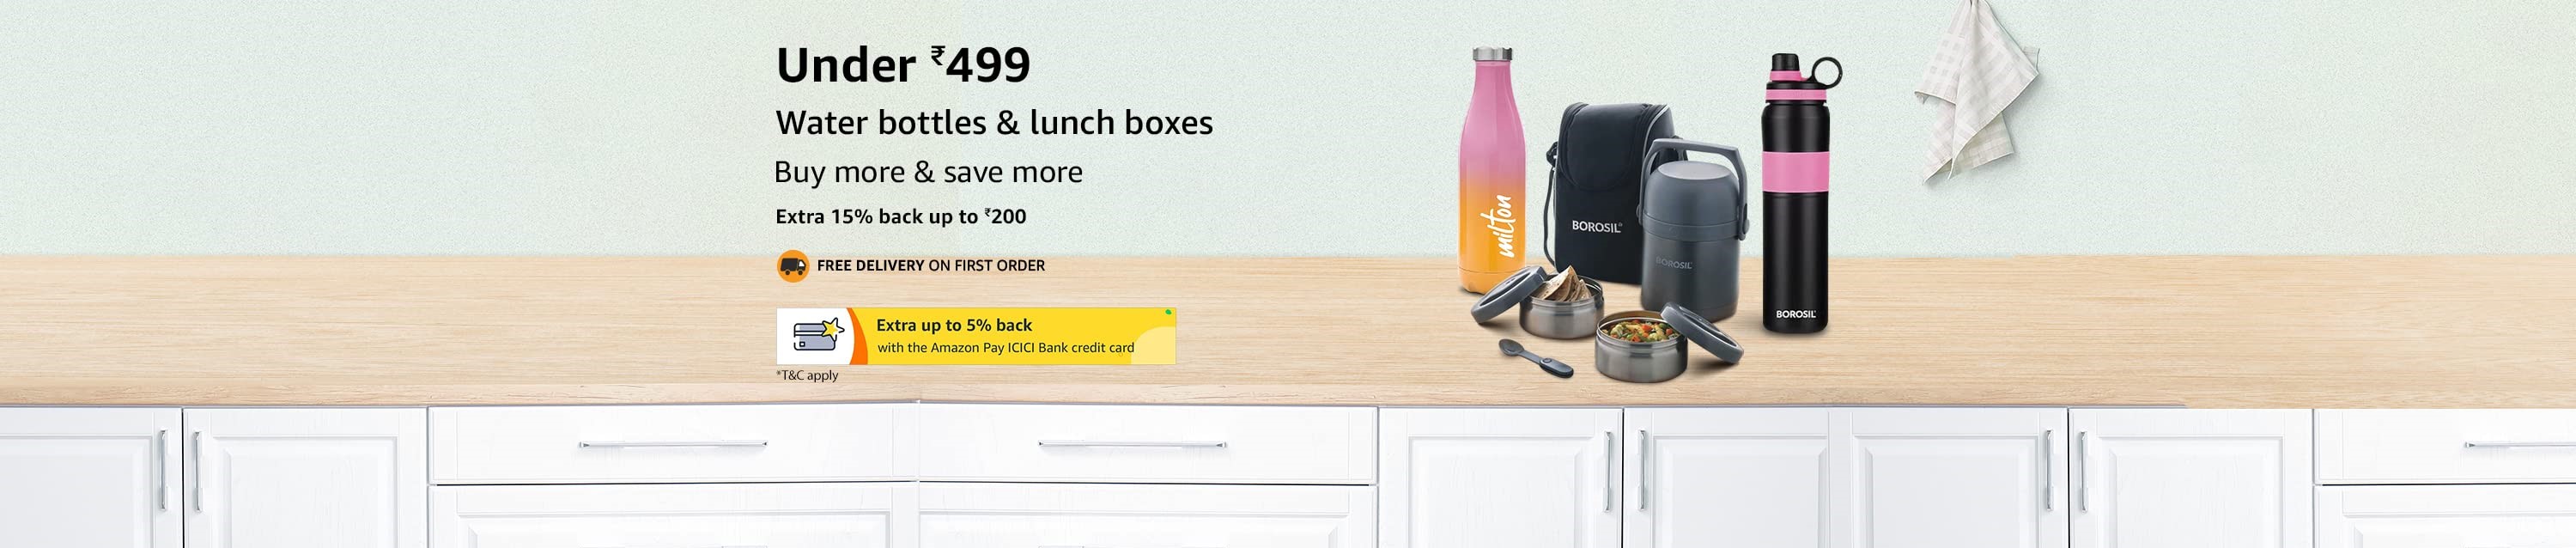 Under ₹499
Water bottles & lunch boxes
Buy more & save more
Extra 15% back up to ₹200
FREE DELIVERY ON FIRST ORDER
Extra up to 5% back
with the Amazon Pay ICICI Bank credit card
*T&C apply
milton
BOROSIL®
BOROSIL
BOROSIL